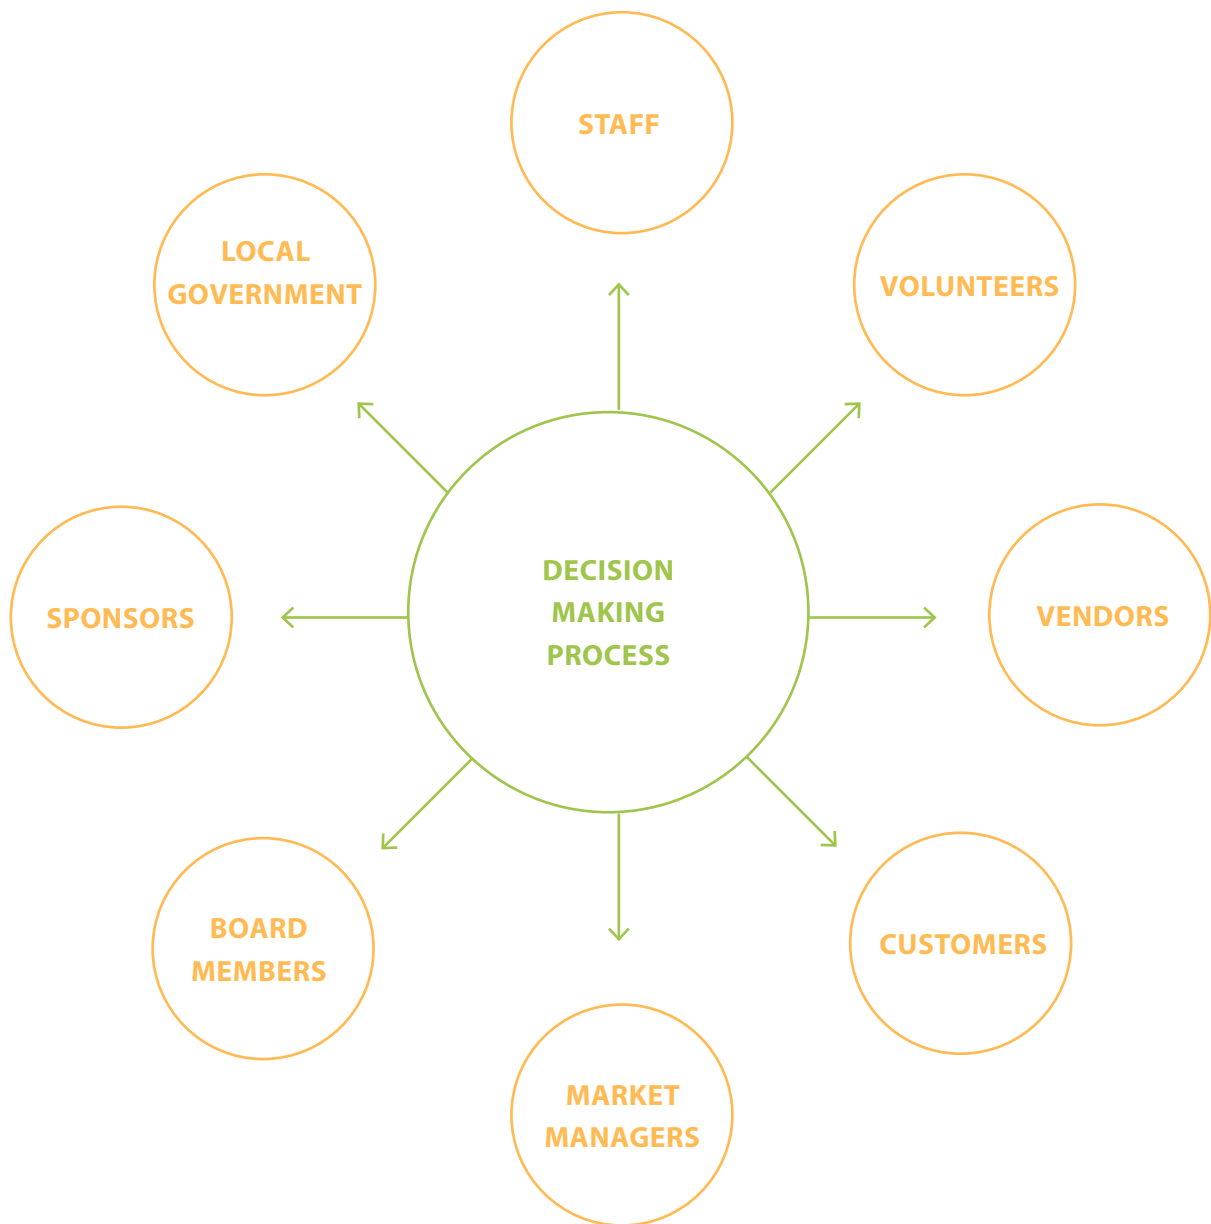 STAFF
LOCAL
GOVERNMENT
VOLUNTEERS
SPONSORS
DECISION
MAKING
PROCESS
VENDORS
BOARD
MEMBERS
CUSTOMERS
MARKET
MANAGERS